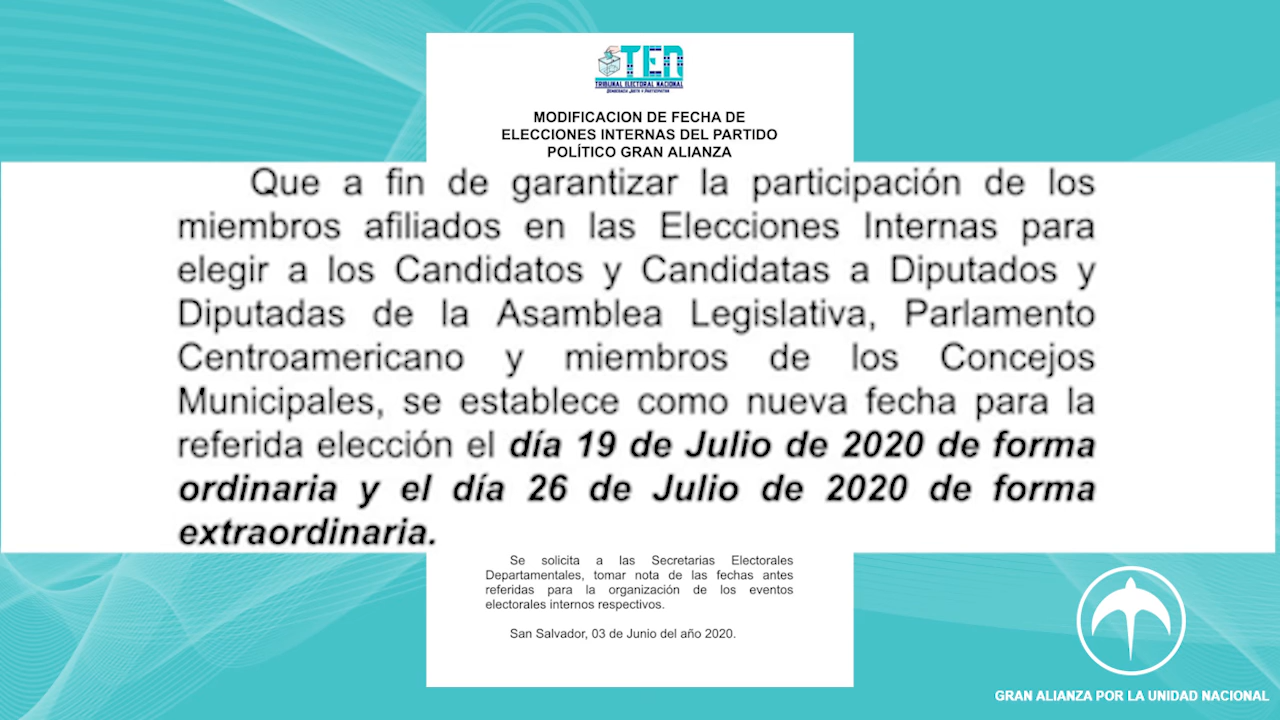 TEN
TRIBUNAL ELECTORAL NACIONAL
DEMOCRACIA JUSTA Y PARTICIPATIVA
MODIFICACION DE FECHA DE
ELECCIONES INTERNAS DEL PARTIDO
POLÍTICO GRAN ALIANZA
Que a fin de garantizar la participación de los
miembros afiliados en las Elecciones Internas para
elegir a los Candidatos y Candidatas a Diputados y
Diputadas de la Asamblea Legislativa, Parlamento
Centroamericano y miembros de los Concejos
Municipales, se establece como nueva fecha para la
referida elección el día 19 de Julio de 2020 de forma
ordinaria y el día 26 de Julio de 2020 de forma
extraordinaria.
Se solicita a las Secretarias Electorales
Departamentales, tomar nota de las fechas antes
referidas para la organización de los eventos
electorales internos respectivos.
San Salvador, 03 de Junio del año 2020.
GRAN ALIANZA POR LA UNIDAD NACIONAL